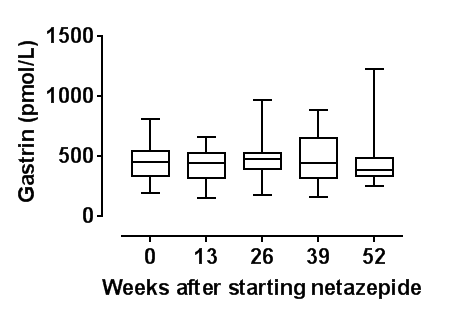 1500
1000
500
0
Gastrin (pmol/L)
0 13 26 39 52
Weeks after starting netazepide